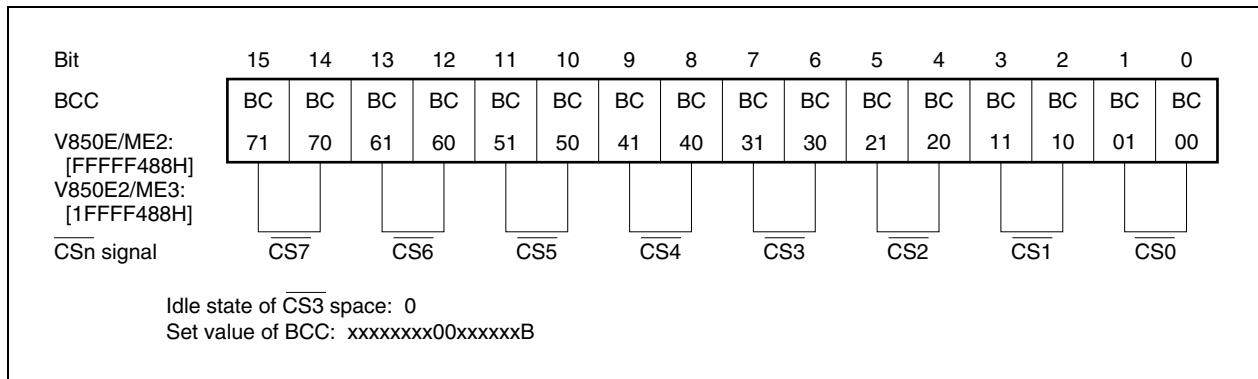 Bit 15 14 13 12 11 10 9 8 7 6 5 4 3 2 1 0
BCC BC BC BC BC BC BC BC BC BC BC BC BC BC BC BC BC
V850E/ME2: 71 70 61 60 51 50 41 40 31 30 21 20 11 10 01 00
[FFFFF488H]
V850E2/ME3:
[1FFFF488H]
CSn signal CS7 CS6 CS5 CS4 CS3 CS2 CS1 CS0
Idle state of CS3 space: 0
Set value of BCC: xxxxxxxx00xxxxxxB